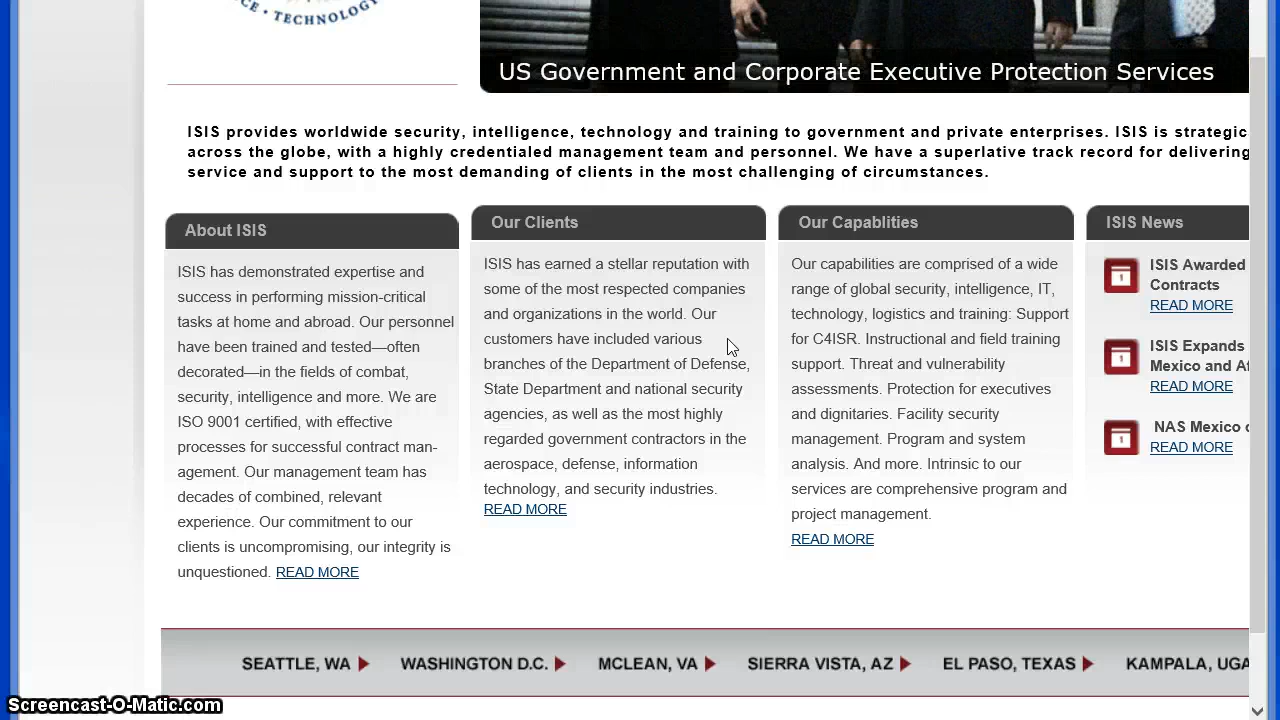 CE • TECHNOLOGY
US Government and Corporate Executive Protection Services
ISIS provides worldwide security, intelligence, technology and training to government and private enterprises. ISIS is strategic
across the globe, with a highly credentialed management team and personnel. We have a superlative track record for delivering
service and support to the most demanding of clients in the most challenging of circumstances.
About ISIS
ISIS has demonstrated expertise and
success in performing mission-critical
tasks at home and abroad. Our personnel
have been trained and tested—often
decorated—in the fields of combat,
security, intelligence and more. We are
ISO 9001 certified, with effective
processes for successful contract man-
agement. Our management team has
decades of combined, relevant
experience. Our commitment to our
clients is uncompromising, our integrity is
unquestioned. READ MORE
Our Clients
ISIS has earned a stellar reputation with
some of the most respected companies
and organizations in the world. Our
customers have included various
branches of the Department of Defense,
State Department and national security
agencies, as well as the most highly
regarded government contractors in the
aerospace, defense, information
technology, and security industries.
READ MORE
Our Capablities
Our capabilities are comprised of a wide
range of global security, intelligence, IT,
technology, logistics and training: Support
for C4ISR. Instructional and field training
support. Threat and vulnerability
assessments. Protection for executives
and dignitaries. Facility security
management. Program and system
analysis. And more. Intrinsic to our
services are comprehensive program and
project management.
READ MORE
ISIS News
1
ISIS Awarded
Contracts
READ MORE
1
ISIS Expands
Mexico and Af
READ MORE
1
NAS Mexico
READ MORE
SEATTLE, WA
WASHINGTON D.C.
MCLEAN, VA
SIERRA VISTA, AZ
EL PASO, TEXAS
KAMPALA, UGA
Screencast-O-Matic.com